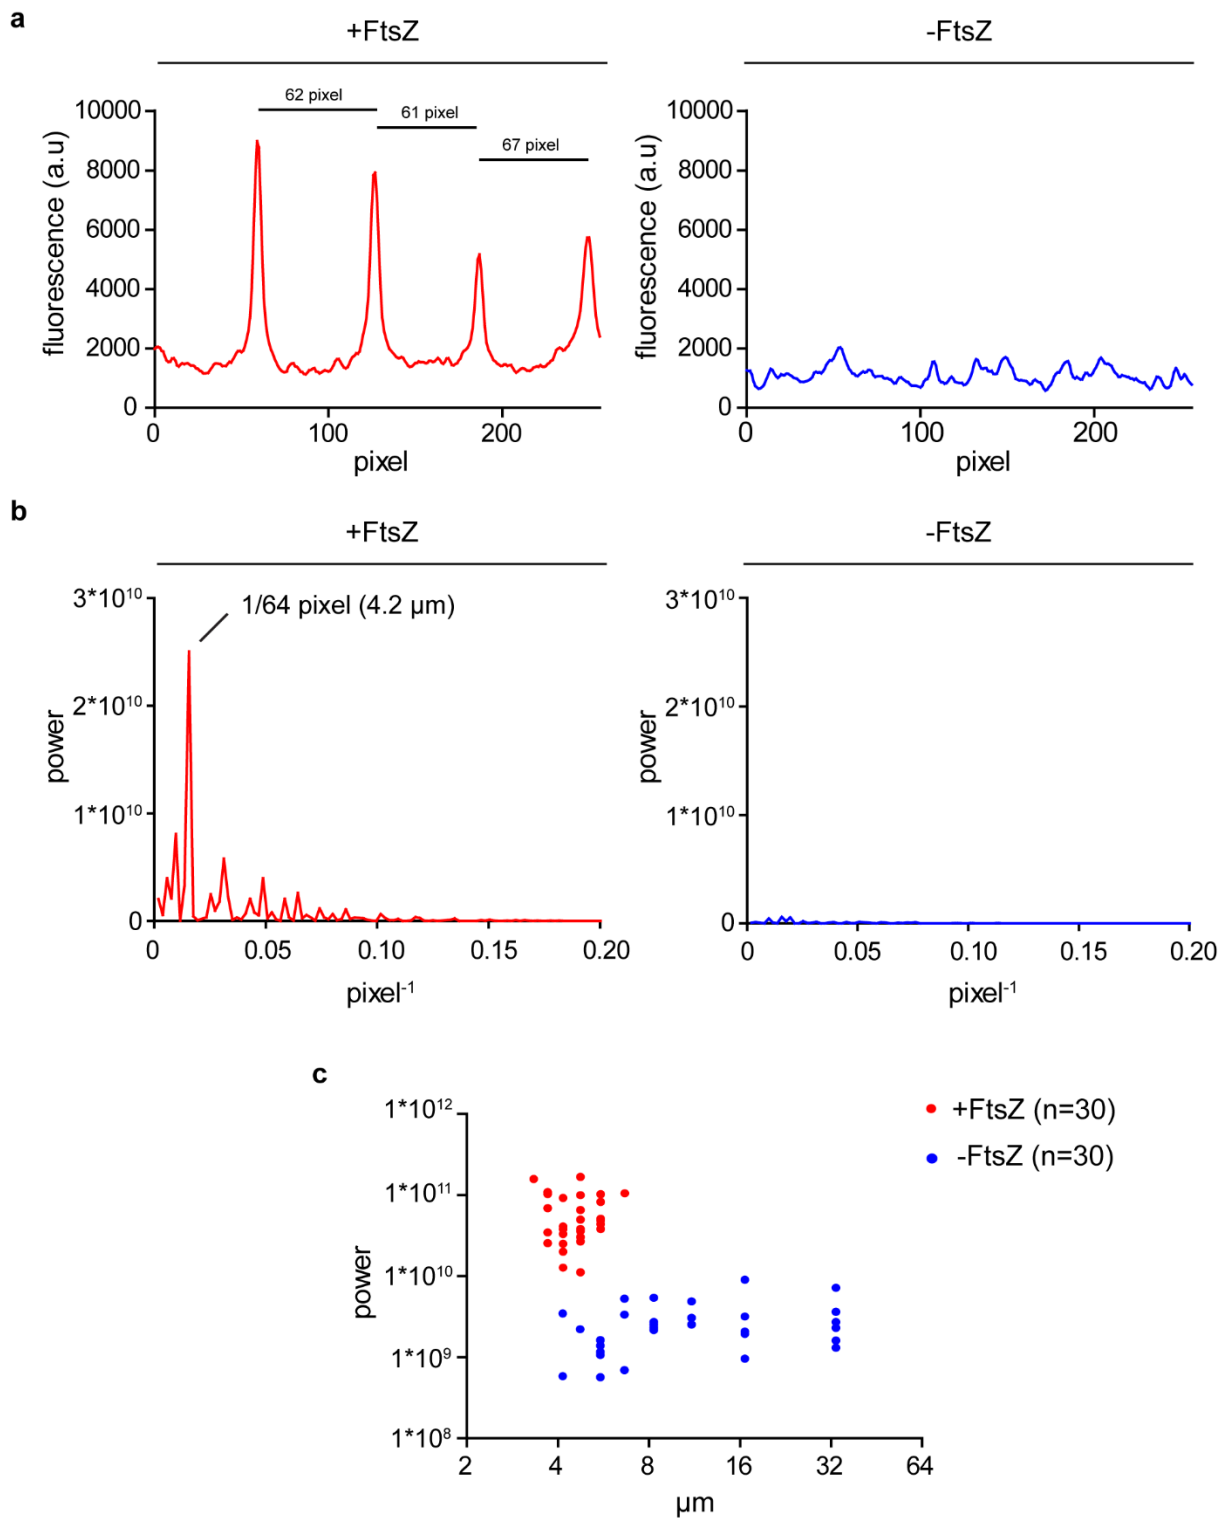 a
+FtsZ
-FtsZ
62 pixel
61 pixel
67 pixel
10000
8000
6000
4000
2000
0
fluorescence (a.u)
0
100
200
pixel
10000
8000
6000
4000
2000
0
fluorescence (a.u)
0
100
200
pixel
b
+FtsZ
-FtsZ
1/64 pixel (4.2 µm)
3*10¹⁰
2*10¹⁰
1*10¹⁰
0
power
0
0.05
0.10
0.15
0.20
pixel⁻¹
3*10¹⁰
2*10¹⁰
1*10¹⁰
0
power
0
0.05
0.10
0.15
0.20
pixel⁻¹
c
1*10¹²
1*10¹¹
1*10¹⁰
1*10⁹
1*10⁸
power
2
4
8
16
32
64
µm
+FtsZ (n=30)
-FtsZ (n=30)